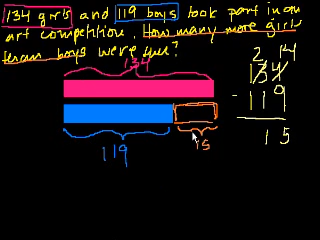 134 girls and 119 boys took part in an
art competition. How many more girls
than boys were there?
134
2 14
134
- 119
15
119
15